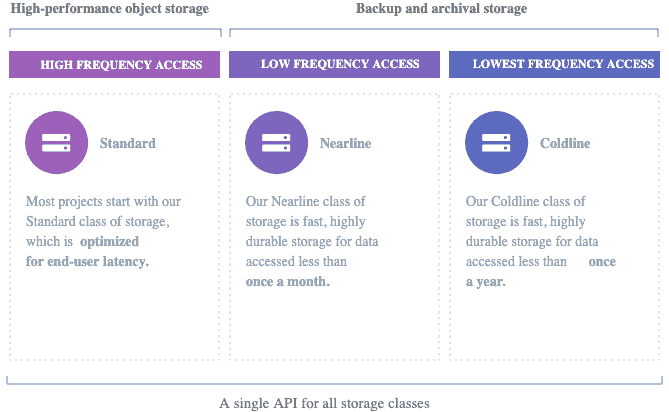 High-performance object storage
Backup and archival storage
HIGH FREQUENCY ACCESS
LOW FREQUENCY ACCESS
LOWEST FREQUENCY ACCESS
Standard
Most projects start with our
Standard class of storage,
which is optimized
for end-user latency.
Nearline
Our Nearline class of
storage is fast, highly
durable storage for data
accessed less than
once a month.
Coldline
Our Coldline class of
storage is fast, highly
durable storage for data
accessed less than once
a year.
A single API for all storage classes